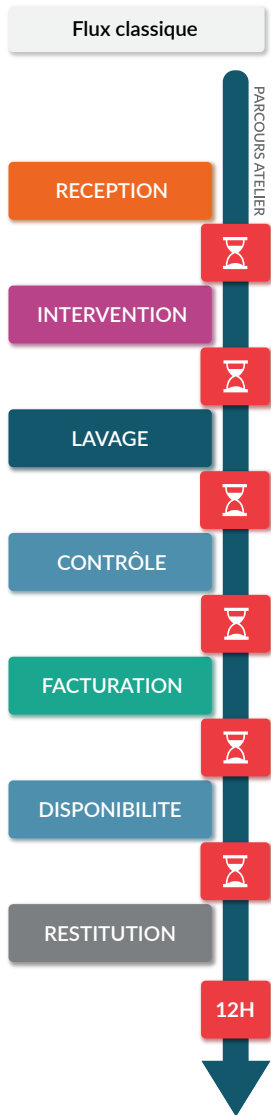 Flux classique
PARCOURS ATELIER
RECEPTION
INTERVENTION
LAVAGE
CONTRÔLE
FACTURATION
DISPONIBILITE
RESTITUTION
12H